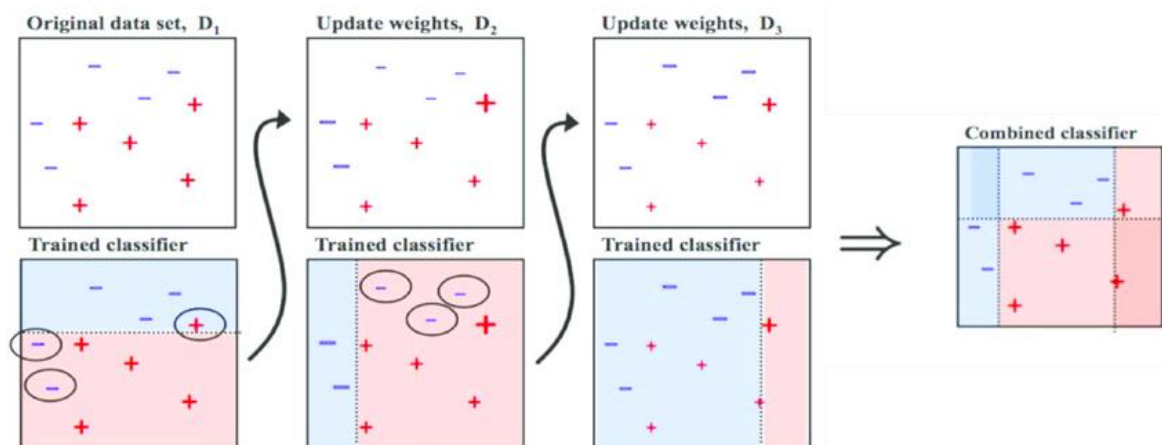 Original data set, D₁
Update weights, D₂
Update weights, D₃
Combined classifier
Trained classifier
Trained classifier
Trained classifier